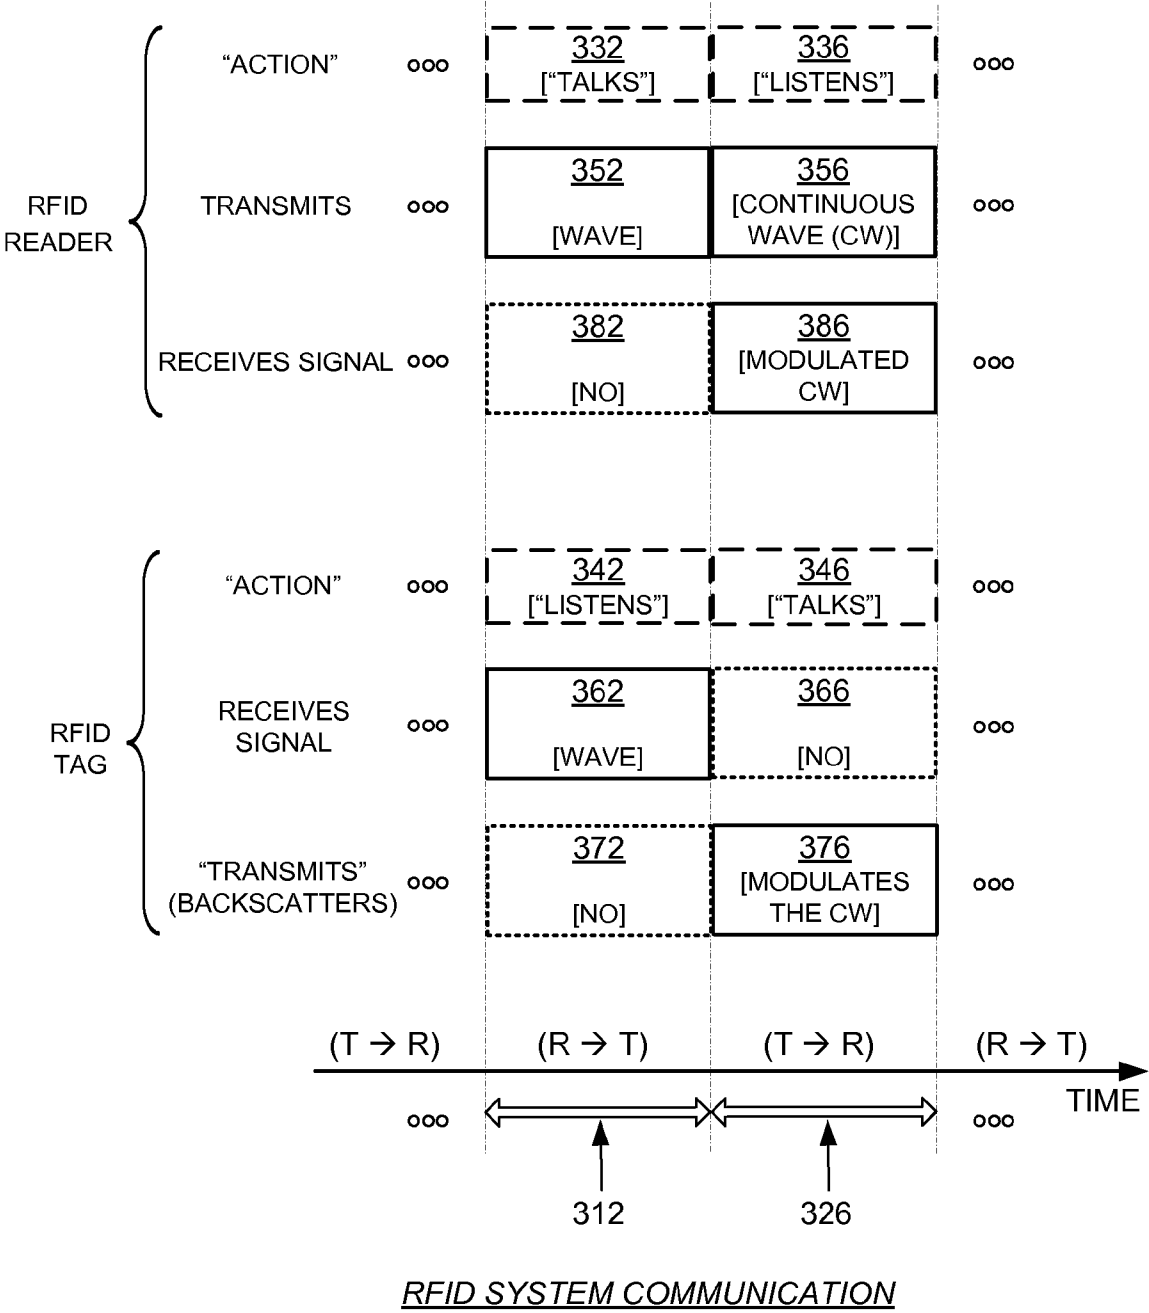 332
336
“ACTION”
ooo
[“TALKS”]
[“LISTENS”]
ooo
352
356
RFID
READER
TRANSMITS
ooo
[WAVE]
[CONTINUOUS
WAVE (CW)]
ooo
382
386
RECEIVES SIGNAL
ooo
[NO]
[MODULATED
CW]
ooo
342
346
“ACTION”
ooo
[“LISTENS”]
[“TALKS”]
ooo
362
366
RFID
TAG
RECEIVES
SIGNAL
ooo
[WAVE]
[NO]
ooo
372
376
“TRANSMITS”
(BACKSCATTERS)
ooo
[NO]
[MODULATES
THE CW]
ooo
(T → R)
(R → T)
(T → R)
(R → T)
TIME
ooo
ooo
312
326
RFID SYSTEM COMMUNICATION